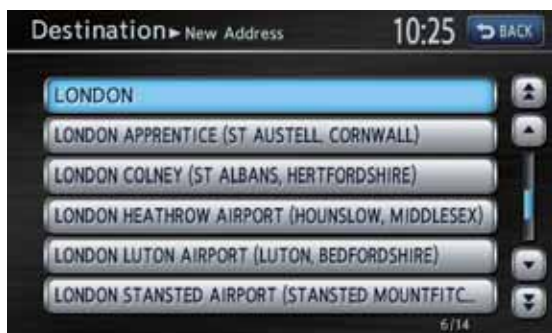 Destination▶ New Address
10:25
BACK
LONDON
LONDON APPRENTICE (ST AUSTELL, CORNWALL)
LONDON COLNEY (ST ALBANS, HERTFORDSHIRE)
LONDON HEATHROW AIRPORT (HOUNSLOW, MIDDLESEX)
LONDON LUTON AIRPORT (LUTON, BEDFORDSHIRE)
LONDON STANSTED AIRPORT (STANSTED MOUNTFITC...
6/14